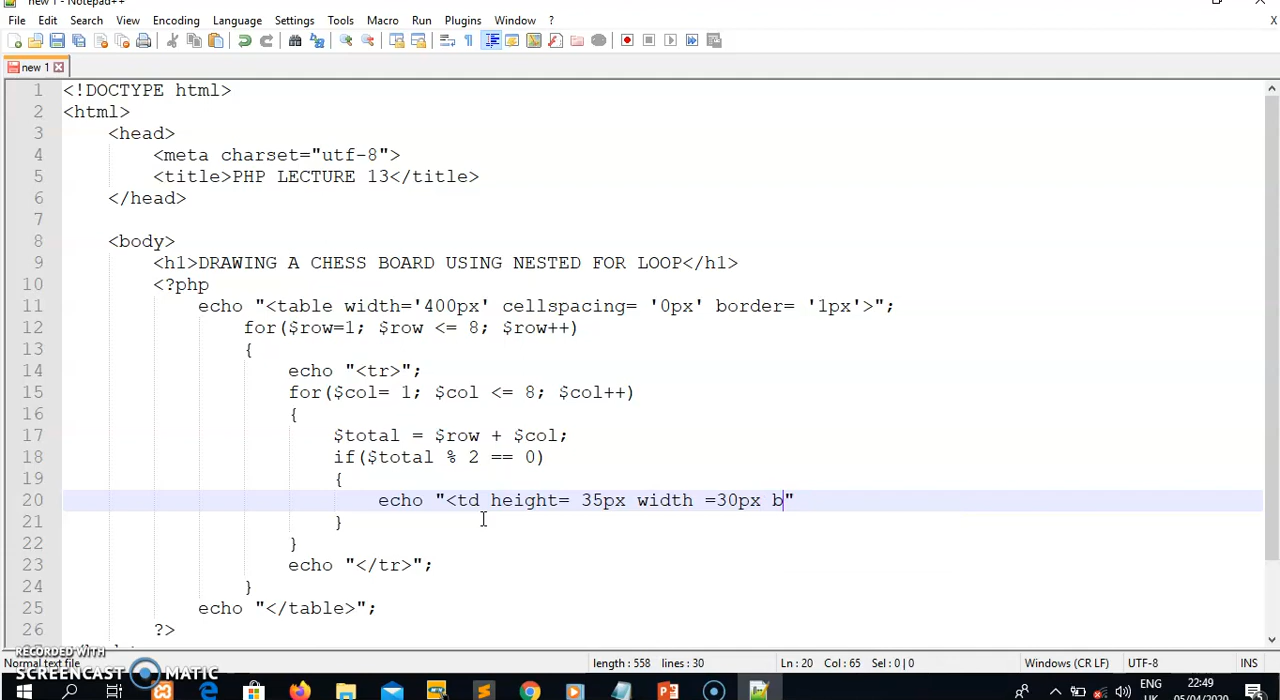 new 1 - Notepad++
File Edit Search View Encoding Language Settings Tools Macro Run Plugins Window ? X
new 1
1 <!DOCTYPE html>
2 <html>
3 <head>
4 <meta charset="utf-8">
5 <title>PHP LECTURE 13</title>
6 </head>
7
8 <body>
9 <h1>DRAWING A CHESS BOARD USING NESTED FOR LOOP</h1>
10 <?php
11 echo "<table width='400px' cellspacing= '0px' border= '1px'>";
12 for($row=1; $row <= 8; $row++)
13 {
14 echo "<tr>";
15 for($col= 1; $col <= 8; $col++)
16 {
17 $total = $row + $col;
18 if($total % 2 == 0)
19 {
20 echo "<td height= 35px width =30px b"
21 }
22 }
23 echo "</tr>";
24 }
25 echo "</table>";
26 ?>
RECORDED WITH
SCREENCAST MATIC
Normal text file length : 558 lines : 30 Ln : 20 Col : 65 Sel : 0 | 0 Windows (CR LF) UTF-8 INS
ENG 22:49
05/04/2020